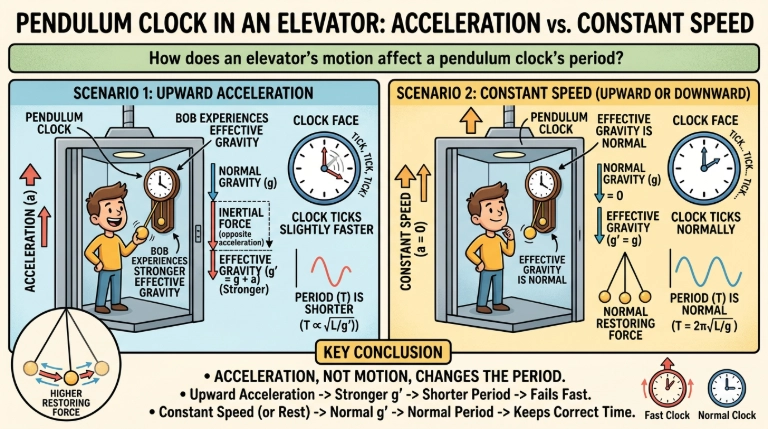 PENDULUM CLOCK IN AN ELEVATOR: ACCELERATION vs. CONSTANT SPEED
How does an elevator's motion affect a pendulum clock's period?
SCENARIO 1: UPWARD ACCELERATION
PENDULUM
CLOCK
BOB EXPERIENCES
EFFECTIVE
GRAVITY
CLOCK FACE
TICK, TICK, TICK!
ACCELERATION (a)
NORMAL
GRAVITY (g)
INERTIAL
FORCE
(opposite
acceleration)
EFFECTIVE
GRAVITY (g'
= g + a)
(Stronger)
BOB
EXPERIENCES
STRONGER
EFFECTIVE
GRAVITY
CLOCK TICKS
SLIGHTLY FASTER
PERIOD (T) IS
SHORTER
(T ∝ √L/g'))
HIGHER
RESTORING
FORCE
SCENARIO 2: CONSTANT SPEED (UPWARD OR DOWNWARD)
PENDULUM
CLOCK
EFFECTIVE
GRAVITY IS
NORMAL
CLOCK FACE
TICK, TICK... TICK...
CONSTANT SPEED
(a = 0)
NORMAL
GRAVITY (g)
= 0
EFFECTIVE
GRAVITY
(g' = g)
EFFECTIVE
GRAVITY IS
NORMAL
NORMAL
RESTORING
FORCE
CLOCK TICKS
NORMALLY
PERIOD (T) IS
NORMAL
(T = 2π√L/g )
KEY CONCLUSION
• ACCELERATION, NOT MOTION, CHANGES THE PERIOD.
• Upward Acceleration -> Stronger g' -> Shorter Period -> Fails Fast.
• Constant Speed (or Rest) -> Normal g' -> Normal Period -> Keeps Correct Time.
Fast Clock
Normal Clock